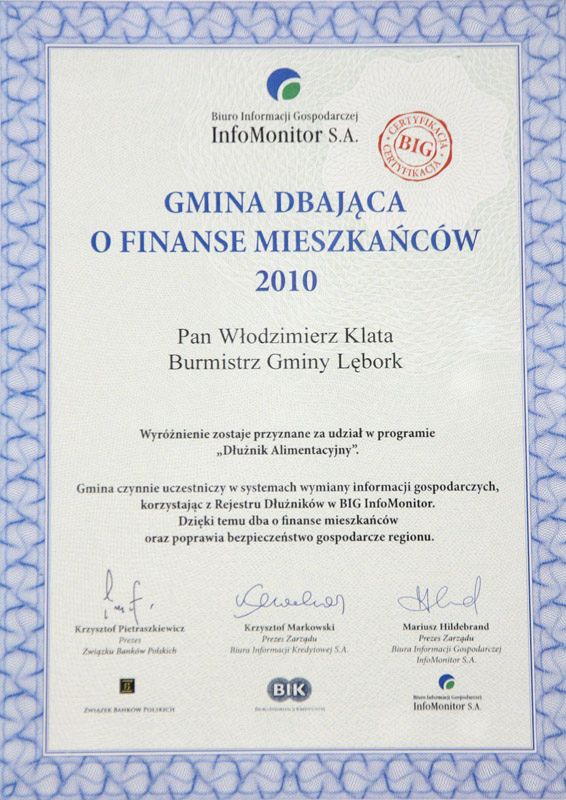 Biuro Informacji Gospodarczej
InfoMonitor S.A.
CERTYFIKACJA
BIG
CERTYFIKACJA
GMINA DBAJĄCA
O FINANSE MIESZKAŃCÓW
2010
Pan Włodzimierz Klata
Burmistrz Gminy Lębork
Wyróżnienie zostaje przyznane za udział w programie
„Dłużnik Alimentacyjny”.
Gmina czynnie uczestniczy w systemach wymiany informacji gospodarczych,
korzystając z Rejestru Dłużników w BIG InfoMonitor.
Dzięki temu dba o finanse mieszkańców
oraz poprawia bezpieczeństwo gospodarcze regionu.
Krzysztof Pietraszkiewicz
Prezes
Związku Banków Polskich
Krzysztof Markowski
Prezes Zarządu
Biura Informacji Kredytowej S.A.
Mariusz Hildebrand
Prezes Zarządu
Biura Informacji Gospodarczej
InfoMonitor S.A.
ZWIĄZEK BANKÓW POLSKICH
BIK
Biuro Informacji Kredytowej
Biuro Informacji Gospodarczej
InfoMonitor S.A.